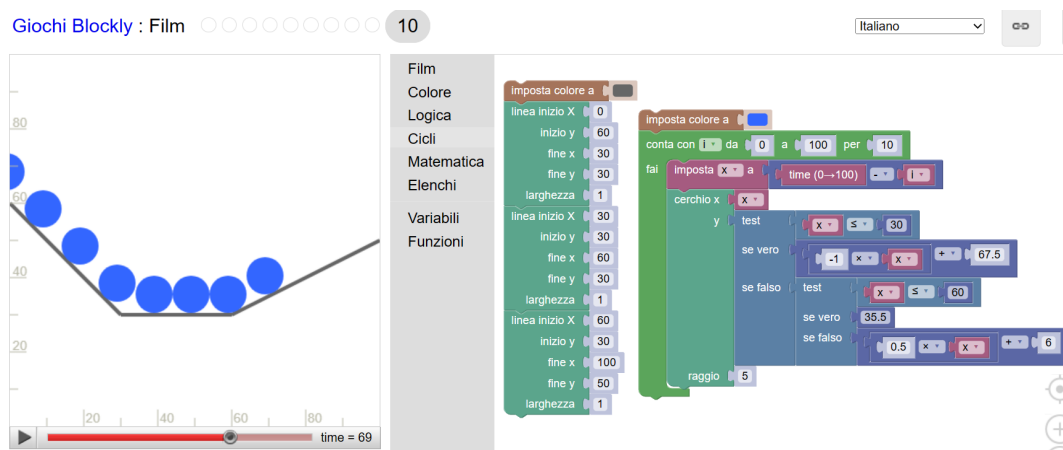 Giochi Blockly : Film 10 Italiano
Film
Colore
Logica
Cicli
Matematica
Elenchi
Variabili
Funzioni
80
60
40
20
20 40 60 80
time = 69
imposta colore a
linea inizio X 0
inizio y 60
fine x 30
fine y 30
larghezza 1
linea inizio X 30
inizio y 30
fine x 60
fine y 30
larghezza 1
linea inizio X 60
inizio y 30
fine x 100
fine y 50
larghezza 1
imposta colore a
conta con i da 0 a 100 per 10
fai imposta x a time (0→100) - i
cerchio x x
y test x ≤ 30
se vero -1 × x + 67.5
se falso test x ≤ 60
se vero 35.5
se falso 0.5 × x + 6
raggio 5